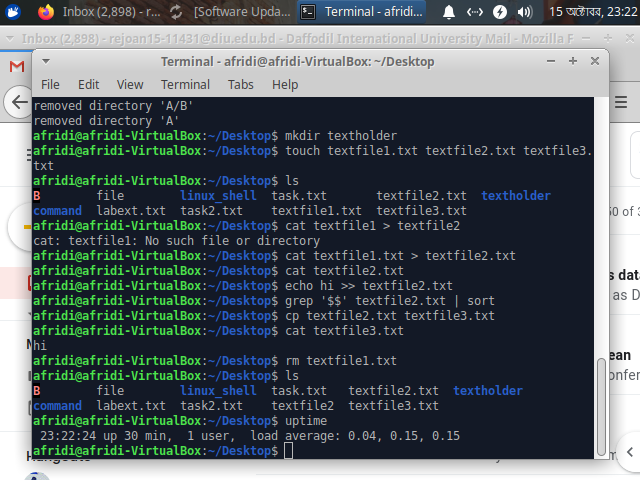 Inbox (2,898) - r...
[Software Upda...
Terminal - afridi...
15 অক্টোবর, 23:22
Inbox (2,898) - rejoan15-11431@diu.edu.bd - Daffodil International University Mail - Mozilla F
Terminal - afridi@afridi-VirtualBox: ~/Desktop
File Edit View Terminal Tabs Help
removed directory 'A/B'
removed directory 'A'
afridi@afridi-VirtualBox:~/Desktop$ mkdir textholder
afridi@afridi-VirtualBox:~/Desktop$ touch textfile1.txt textfile2.txt textfile3.
txt
afridi@afridi-VirtualBox:~/Desktop$ ls
B file linux_shell task.txt textfile2.txt textholder
command labext.txt task2.txt textfile1.txt textfile3.txt
afridi@afridi-VirtualBox:~/Desktop$ cat textfile1 > textfile2
cat: textfile1: No such file or directory
afridi@afridi-VirtualBox:~/Desktop$ cat textfile1.txt > textfile2.txt
afridi@afridi-VirtualBox:~/Desktop$ cat textfile2.txt
afridi@afridi-VirtualBox:~/Desktop$ echo hi >> textfile2.txt
afridi@afridi-VirtualBox:~/Desktop$ grep '$$' textfile2.txt | sort
afridi@afridi-VirtualBox:~/Desktop$ cp textfile2.txt textfile3.txt
afridi@afridi-VirtualBox:~/Desktop$ cat textfile3.txt
hi
afridi@afridi-VirtualBox:~/Desktop$ rm textfile1.txt
afridi@afridi-VirtualBox:~/Desktop$ ls
B file linux_shell task.txt textfile2.txt textholder
command labext.txt task2.txt textfile2 textfile3.txt
afridi@afridi-VirtualBox:~/Desktop$ uptime
23:22:24 up 30 min, 1 user, load average: 0.04, 0.15, 0.15
afridi@afridi-VirtualBox:~/Desktop$